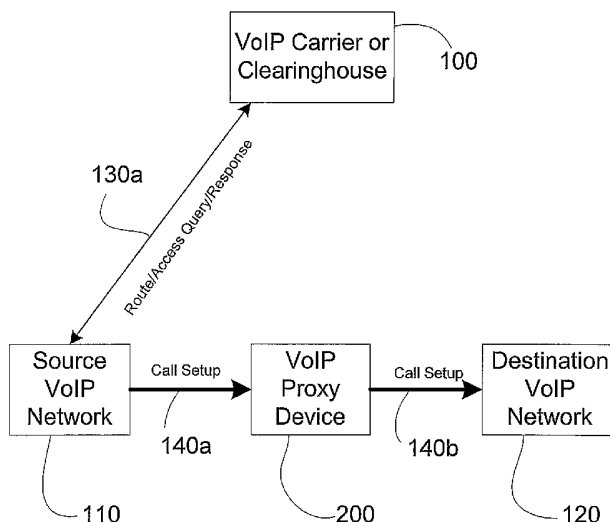 VoIP Carrier or
Clearinghouse
100
130a
Route/Access Query/Response
Source
VoIP
Network
Call Setup
VoIP
Proxy
Device
Call Setup
Destination
VoIP
Network
140a
140b
110
200
120